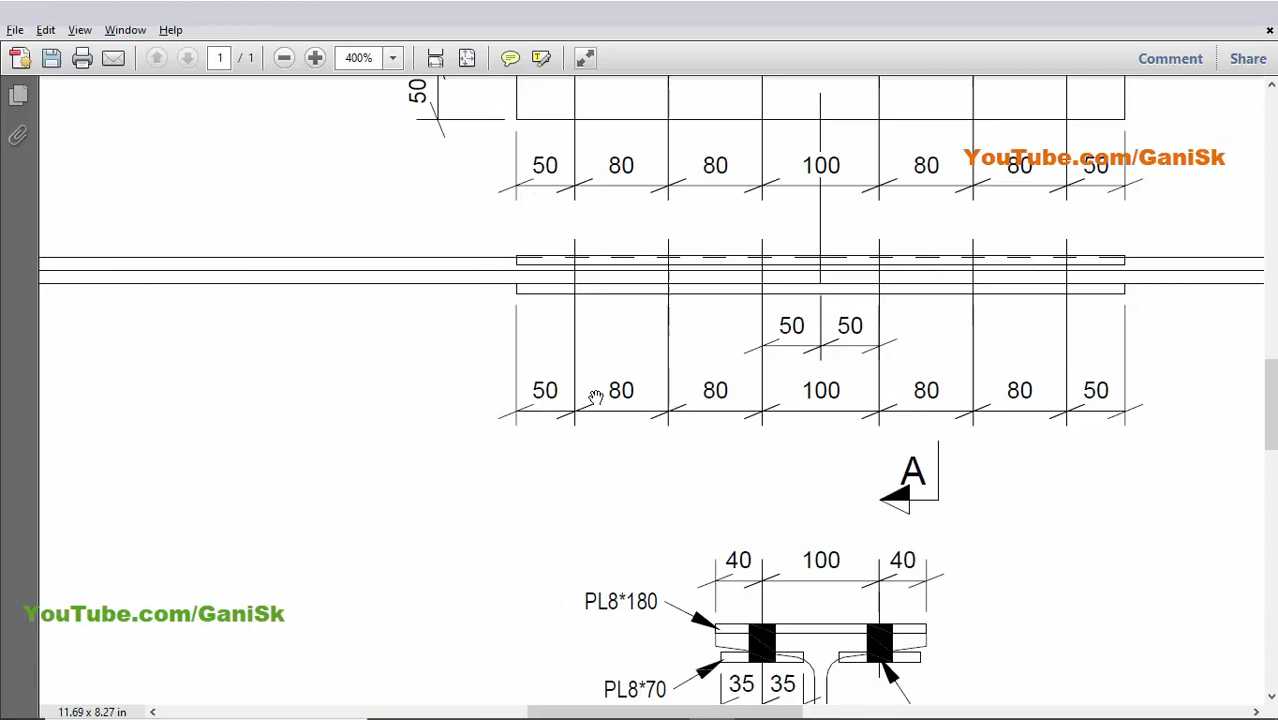 File Edit View Window Help
1 / 1 400% Comment Share
50
YouTube.com/GaniSk
50 80 80 100 80 80 50
50 50
50 80 80 100 80 80 50
A
40 100 40
PL8*180
YouTube.com/GaniSk
PL8*70
35 35
11.69 x 8.27 in